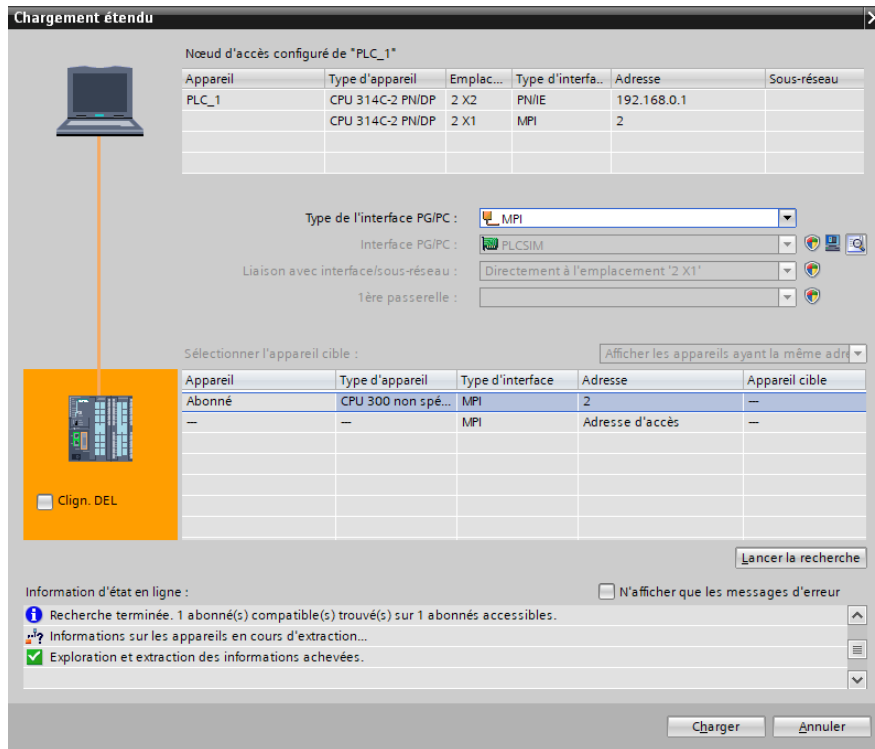 Chargement étendu
Nœud d'accès configuré de "PLC_1"
Appareil Type d'appareil Emplac... Type d'interfa.. Adresse Sous-réseau
PLC_1 CPU 314C-2 PN/DP 2 X2 PN/IE 192.168.0.1
CPU 314C-2 PN/DP 2 X1 MPI 2
Type de l'interface PG/PC : MPI
Interface PG/PC : PLCSIM
Liaison avec interface/sous-réseau : Directement à l'emplacement '2 X1'
1ère passerelle :
Sélectionner l'appareil cible : Afficher les appareils ayant la même adre
Appareil Type d'appareil Type d'interface Adresse Appareil cible
Abonné CPU 300 non spé... MPI 2 —
— — MPI Adresse d'accès —
Clign. DEL
Lancer la recherche
Information d'état en ligne : N'afficher que les messages d'erreur
Recherche terminée. 1 abonné(s) compatible(s) trouvé(s) sur 1 abonnés accessibles.
Informations sur les appareils en cours d'extraction...
Exploration et extraction des informations achevées.
Charger Annuler